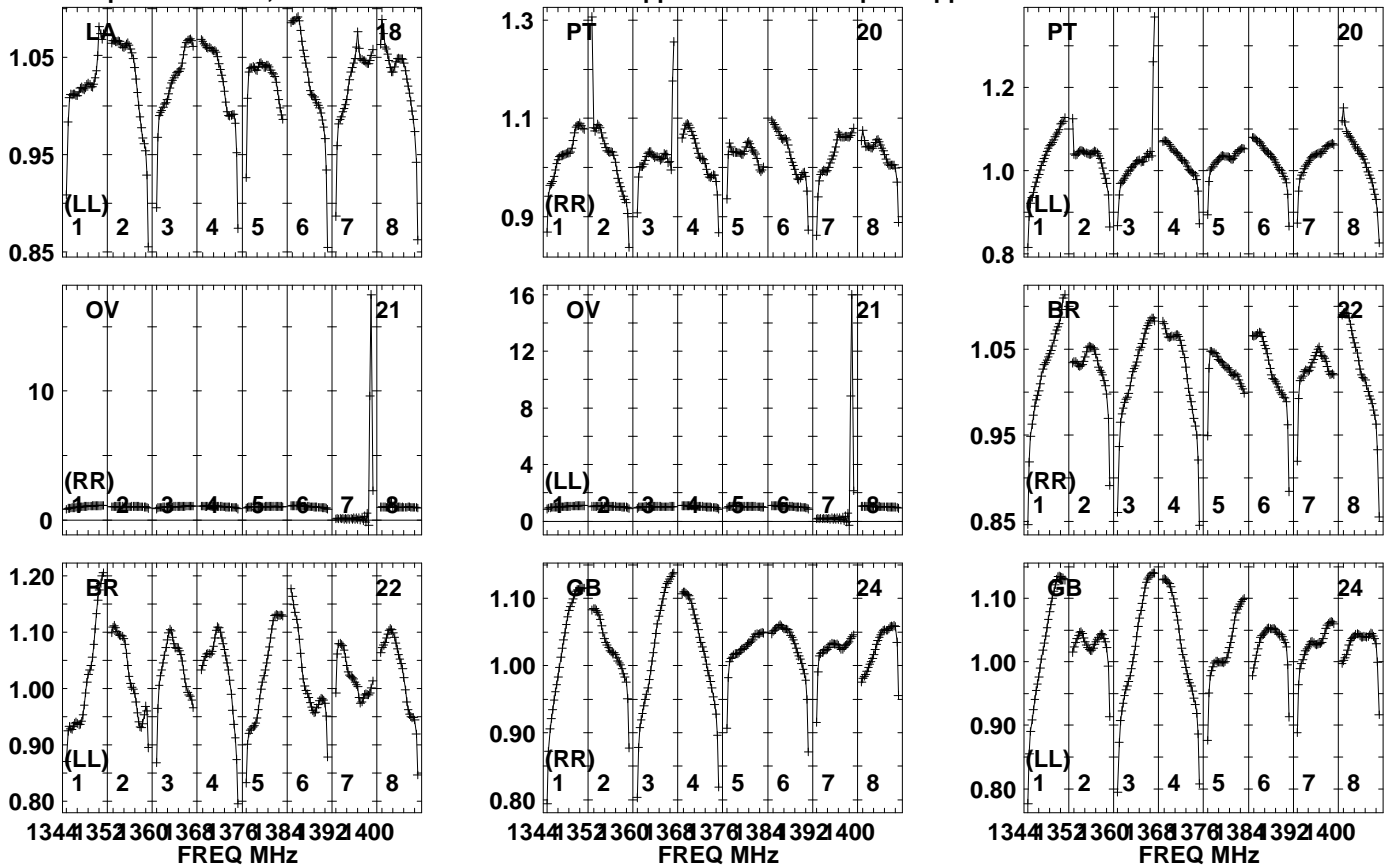 LA 18
1.05
0.95
0.85
(LL)
1 2 3 4 5 6 7 8
PT 20
1.3
1.1
0.9
(RR)
1 2 3 4 5 6 7 8
PT 20
1.2
1.0
0.8
(LL)
1 2 3 4 5 6 7 8
OV 21
10
0
(RR)
1 2 3 4 5 6 7 8
OV 21
16
14
12
8
4
0
(LL)
1 2 3 4 5 6 7 8
BR 22
1.05
0.95
0.85
(RR)
1 2 3 4 5 6 7 8
BR 22
1.20
1.10
1.00
0.90
0.80
(LL)
1 2 3 4 5 6 7 8
1344 1352 1360 1368 1376 1384 1392 1400
FREQ MHz
GB 24
1.10
1.00
0.90
0.80
(RR)
1 2 3 4 5 6 7 8
1344 1352 1360 1368 1376 1384 1392 1400
FREQ MHz
GB 24
1.10
1.00
0.90
0.80
(LL)
1 2 3 4 5 6 7 8
1344 1352 1360 1368 1376 1384 1392 1400
FREQ MHz